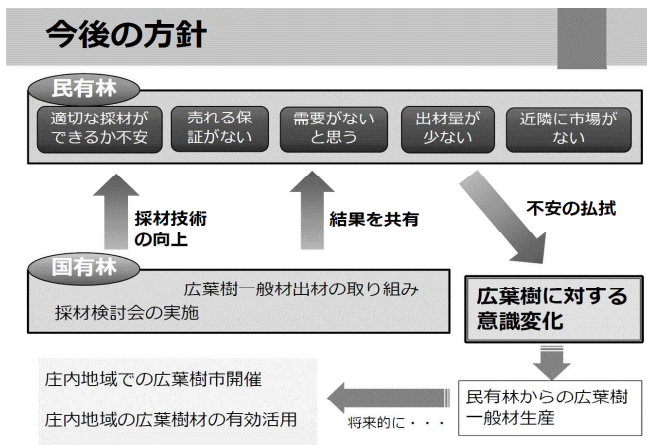 今後の方針
民有林
適切な採材が
できるか不安
売れる保
証がない
需要がない
と思う
出材量が
少ない
近隣に市場が
ない
採材技術
の向上
結果を共有
不安の払拭
国有林
広葉樹一般材出材の取り組み
採材検討会の実施
広葉樹に対する
意識変化
民有林からの広葉樹
一般材生産
将来的に・・・
庄内地域での広葉樹市開催
庄内地域の広葉樹材の有効活用